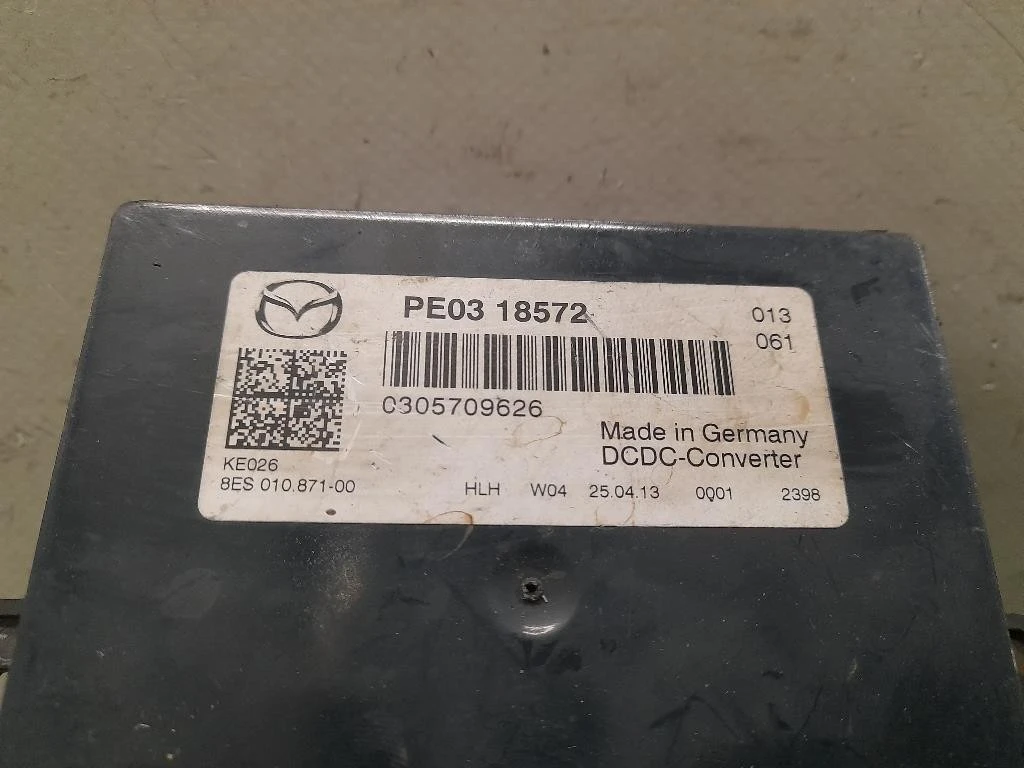 PE03 18572
013
061
0305709626
Made in Germany
DCDC-Converter
KE026
8ES 010.871-00 HLH W04 25.04.13 0001 2398